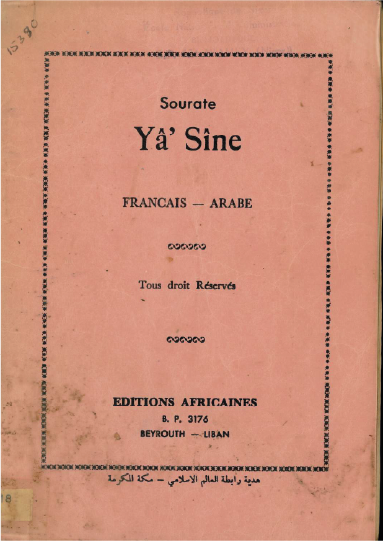 15380
Sourate
Yâ' Sîne
FRANCAIS — ARABE
Tous droit Réservés
EDITIONS AFRICAINES
B. P. 3176
BEYROUTH — LIBAN
هدية رابطة العالم الاسلامي – مكة المكرمة
18